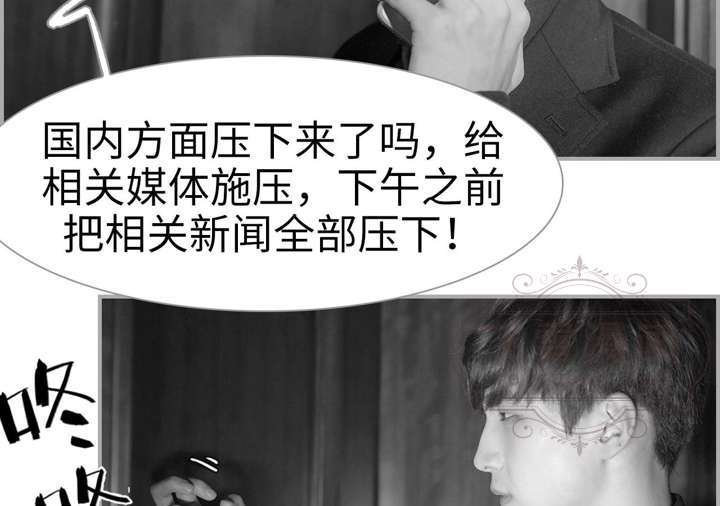 国内方面压下来了吗，给
相关媒体施压，下午之前
把相关新闻全部压下！
咚
咚